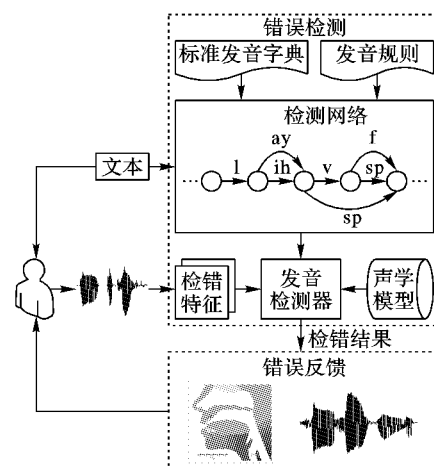 错误检测
标准发音字典
发音规则
检测网络
ay
f
… l ih v sp …
sp
文本
检错
特征
发音
检测器
声学
模型
检错结果
错误反馈